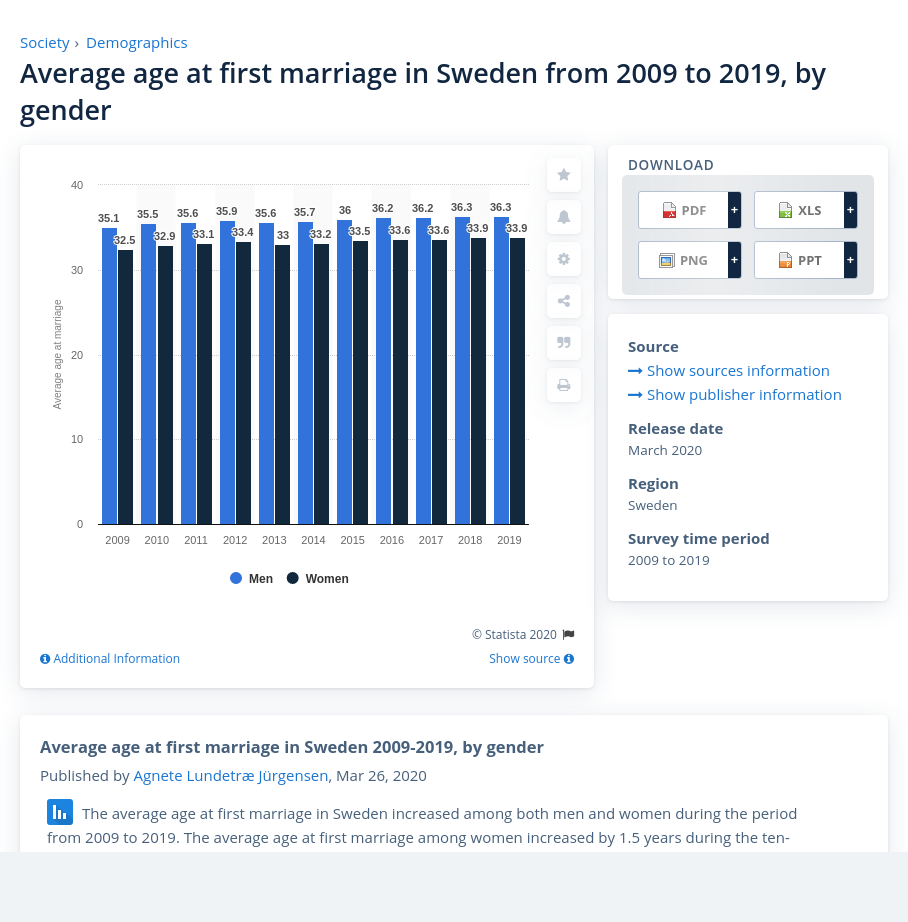 Society › Demographics
Average age at first marriage in Sweden from 2009 to 2019, by
gender
40
30
20
10
0
Average age at marriage
35.1 35.5 35.6 35.9 35.6 35.7 36 36.2 36.2 36.3 36.3
32.5 32.9 33.1 33.4 33 33.2 33.5 33.6 33.6 33.9 33.9
2009 2010 2011 2012 2013 2014 2015 2016 2017 2018 2019
Men Women
© Statista 2020
Additional Information
Show source
DOWNLOAD
PDF + XLS +
PNG + PPT +
Source
Show sources information
Show publisher information
Release date
March 2020
Region
Sweden
Survey time period
2009 to 2019
Average age at first marriage in Sweden 2009-2019, by gender
Published by Agnete Lundetræ Jürgensen, Mar 26, 2020
The average age at first marriage in Sweden increased among both men and women during the period
from 2009 to 2019. The average age at first marriage among women increased by 1.5 years during the ten-